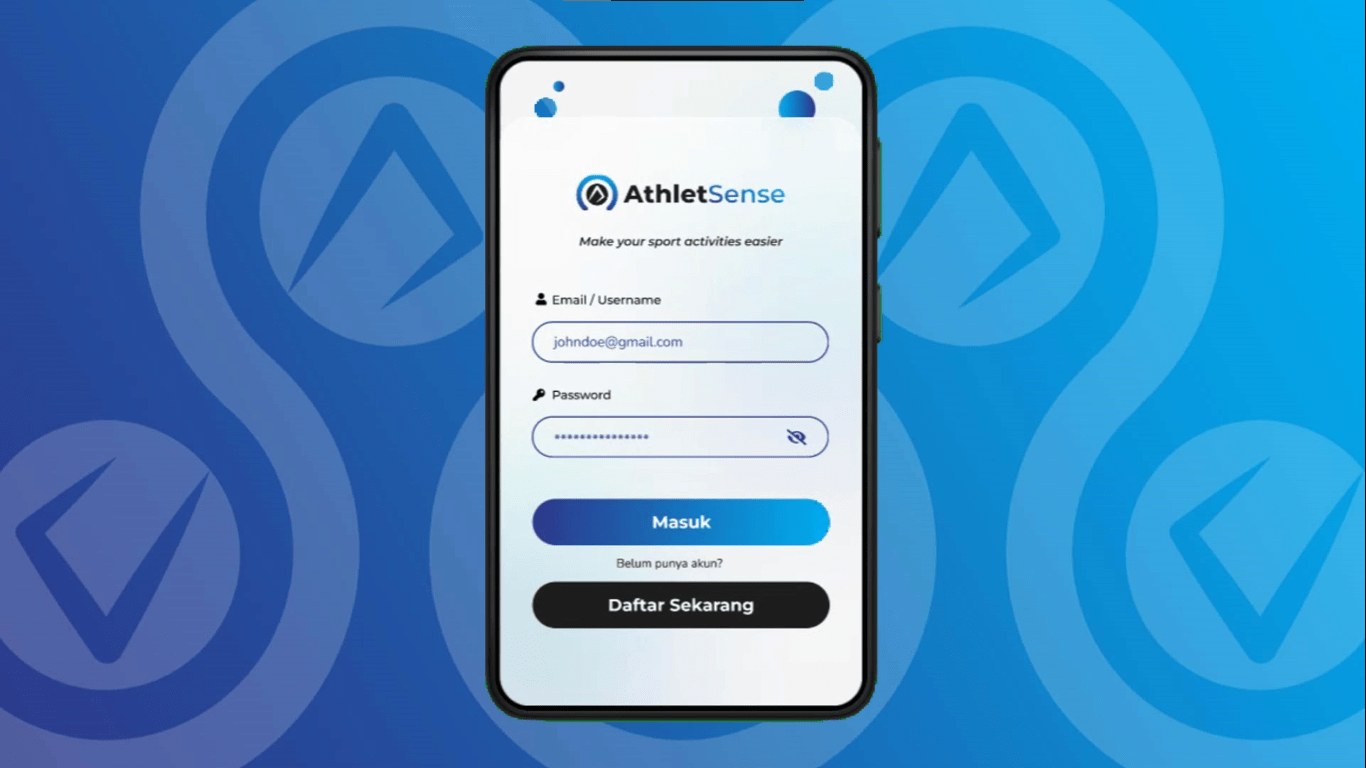 AthletSense
Make your sport activities easier
Email / Username
johndoe@gmail.com
Password
•••••••••••••••
Masuk
Belum punya akun?
Daftar Sekarang